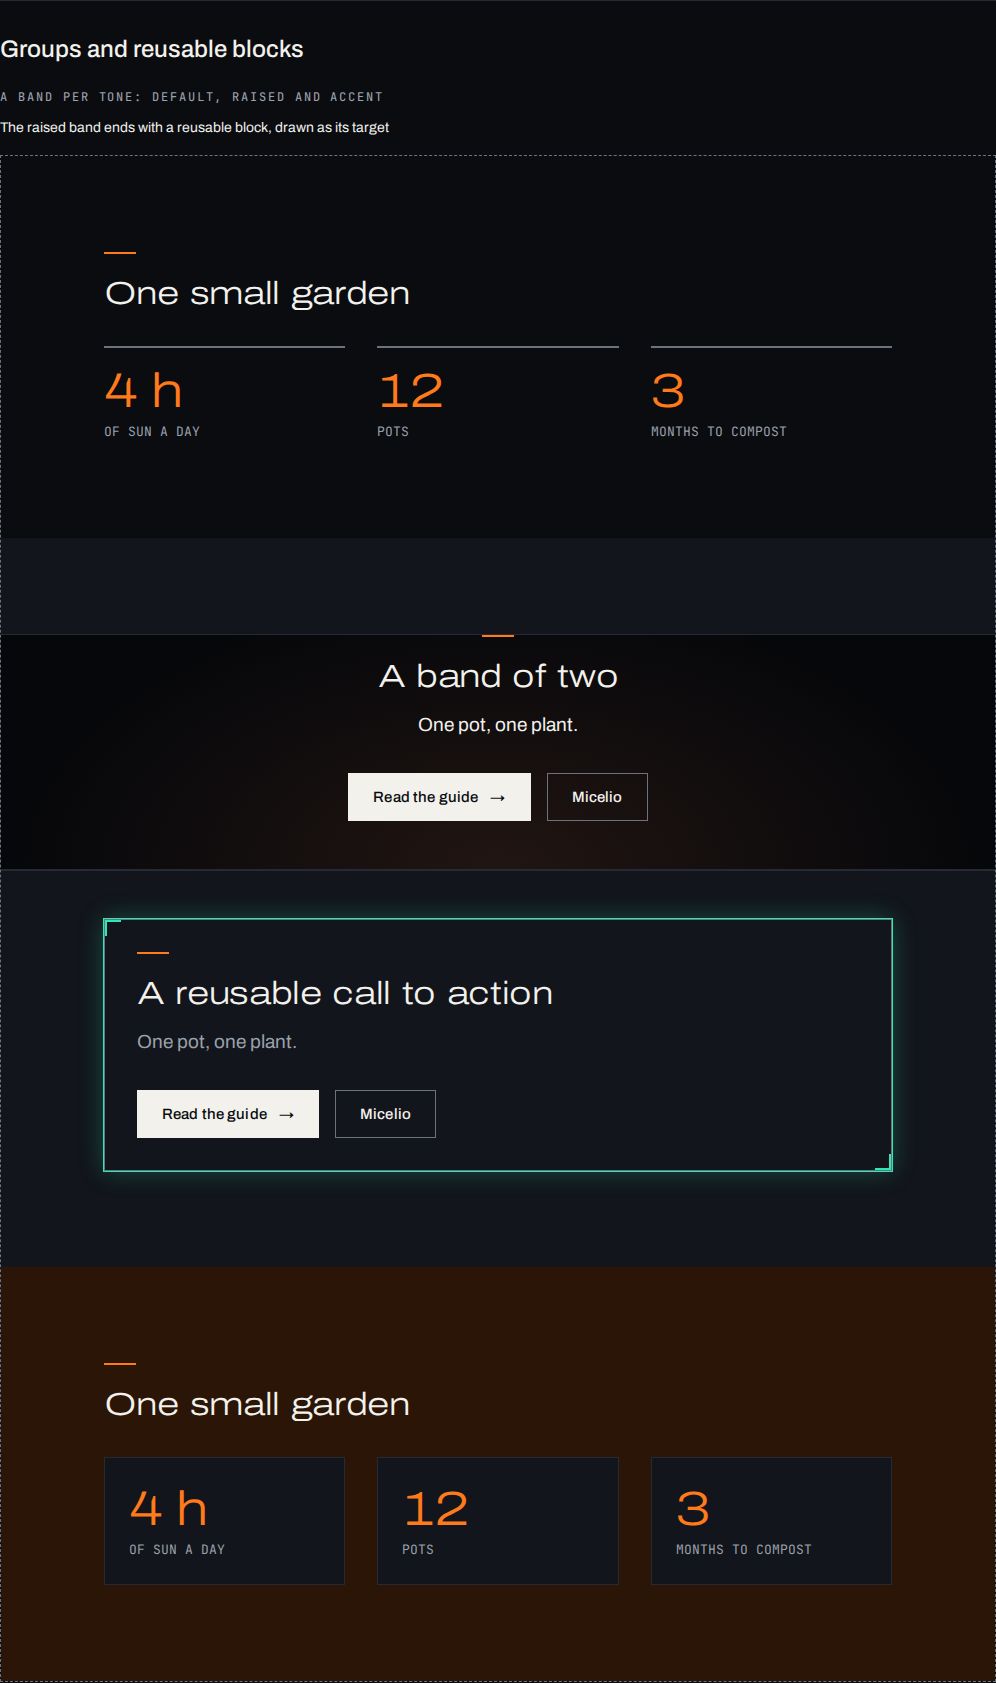 Groups and reusable blocks
A BAND PER TONE: DEFAULT, RAISED AND ACCENT
The raised band ends with a reusable block, drawn as its target
One small garden
4 h
12
3
OF SUN A DAY
POTS
MONTHS TO COMPOST
A band of two
One pot, one plant.
Read the guide →
Micelio
A reusable call to action
One pot, one plant.
Read the guide →
Micelio
One small garden
4 h
12
3
OF SUN A DAY
POTS
MONTHS TO COMPOST